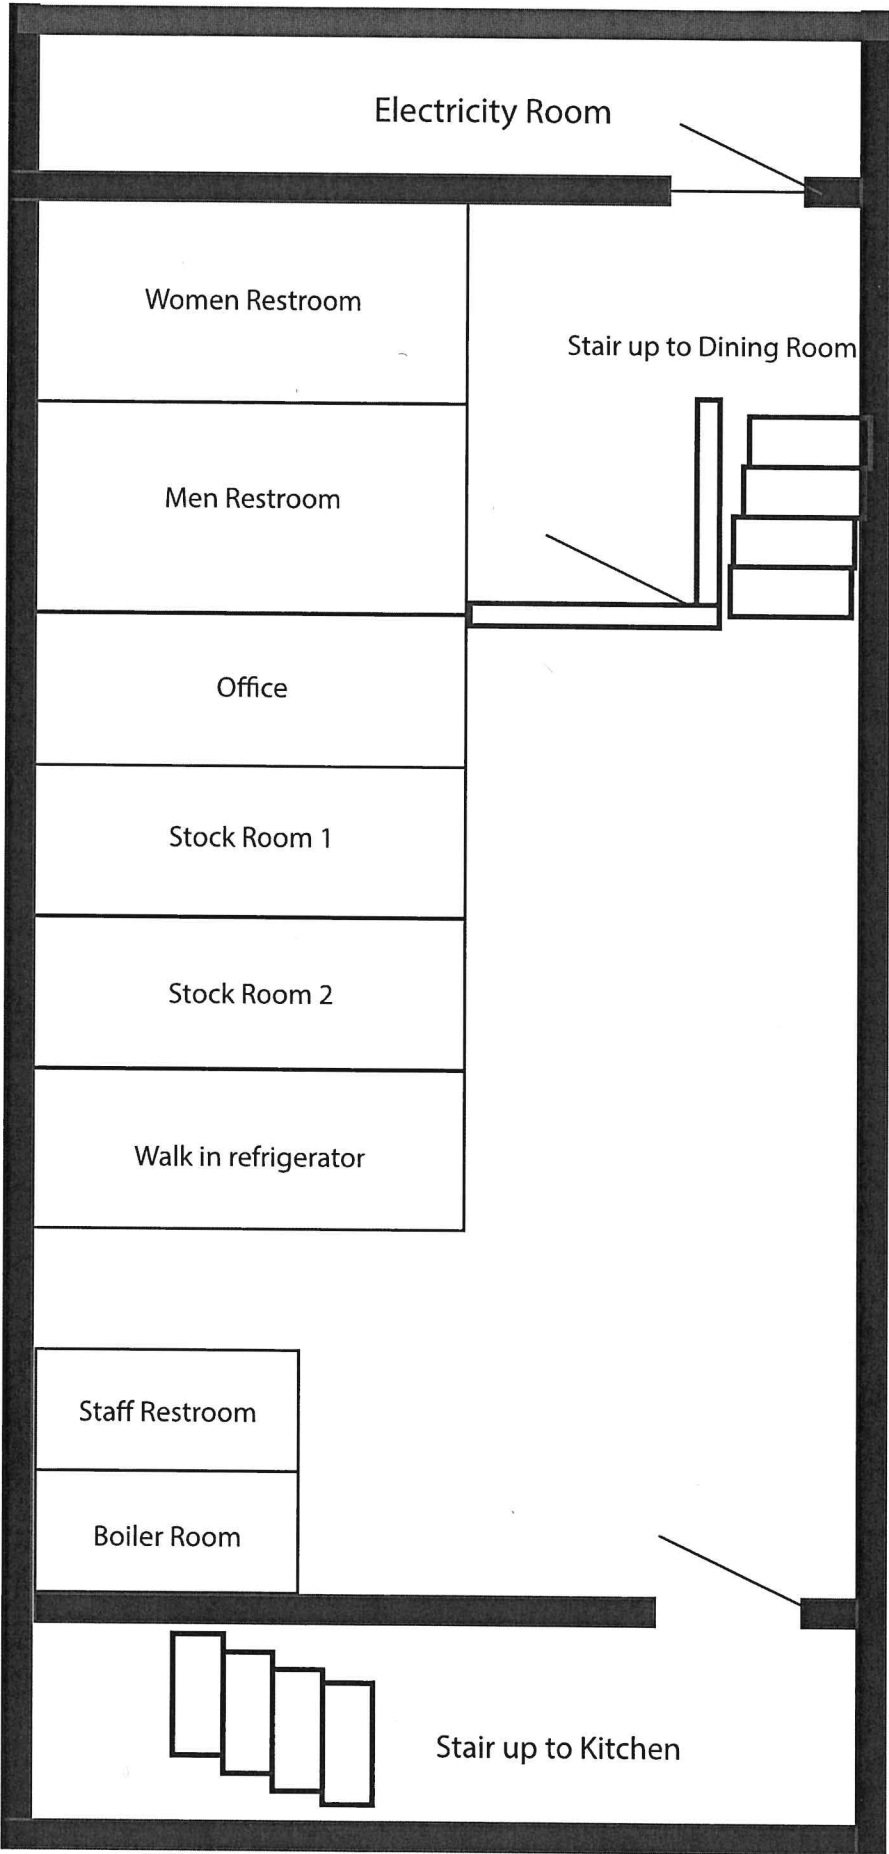 Electricity Room
Women Restroom
Stair up to Dining Room
Men Restroom
Office
Stock Room 1
Stock Room 2
Walk in refrigerator
Staff Restroom
Boiler Room
Stair up to Kitchen